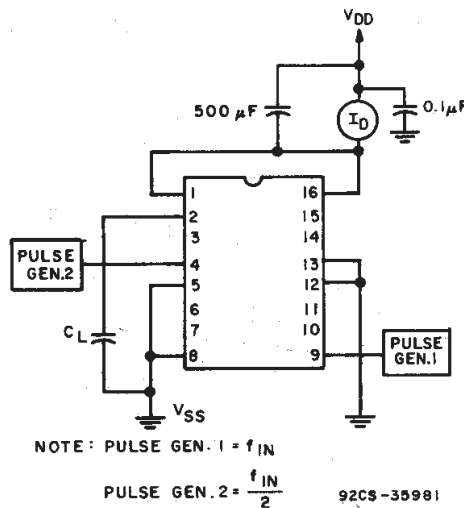 VDD
500 µF
ID
0.1µF
1 16
2 15
3 14
PULSE GEN.2
4 13
5 12
6 11
7 10
8 9
CL
PULSE GEN.1
VSS
NOTE: PULSE GEN. 1 = fIN
PULSE GEN. 2 = fIN/2
92CS-35981